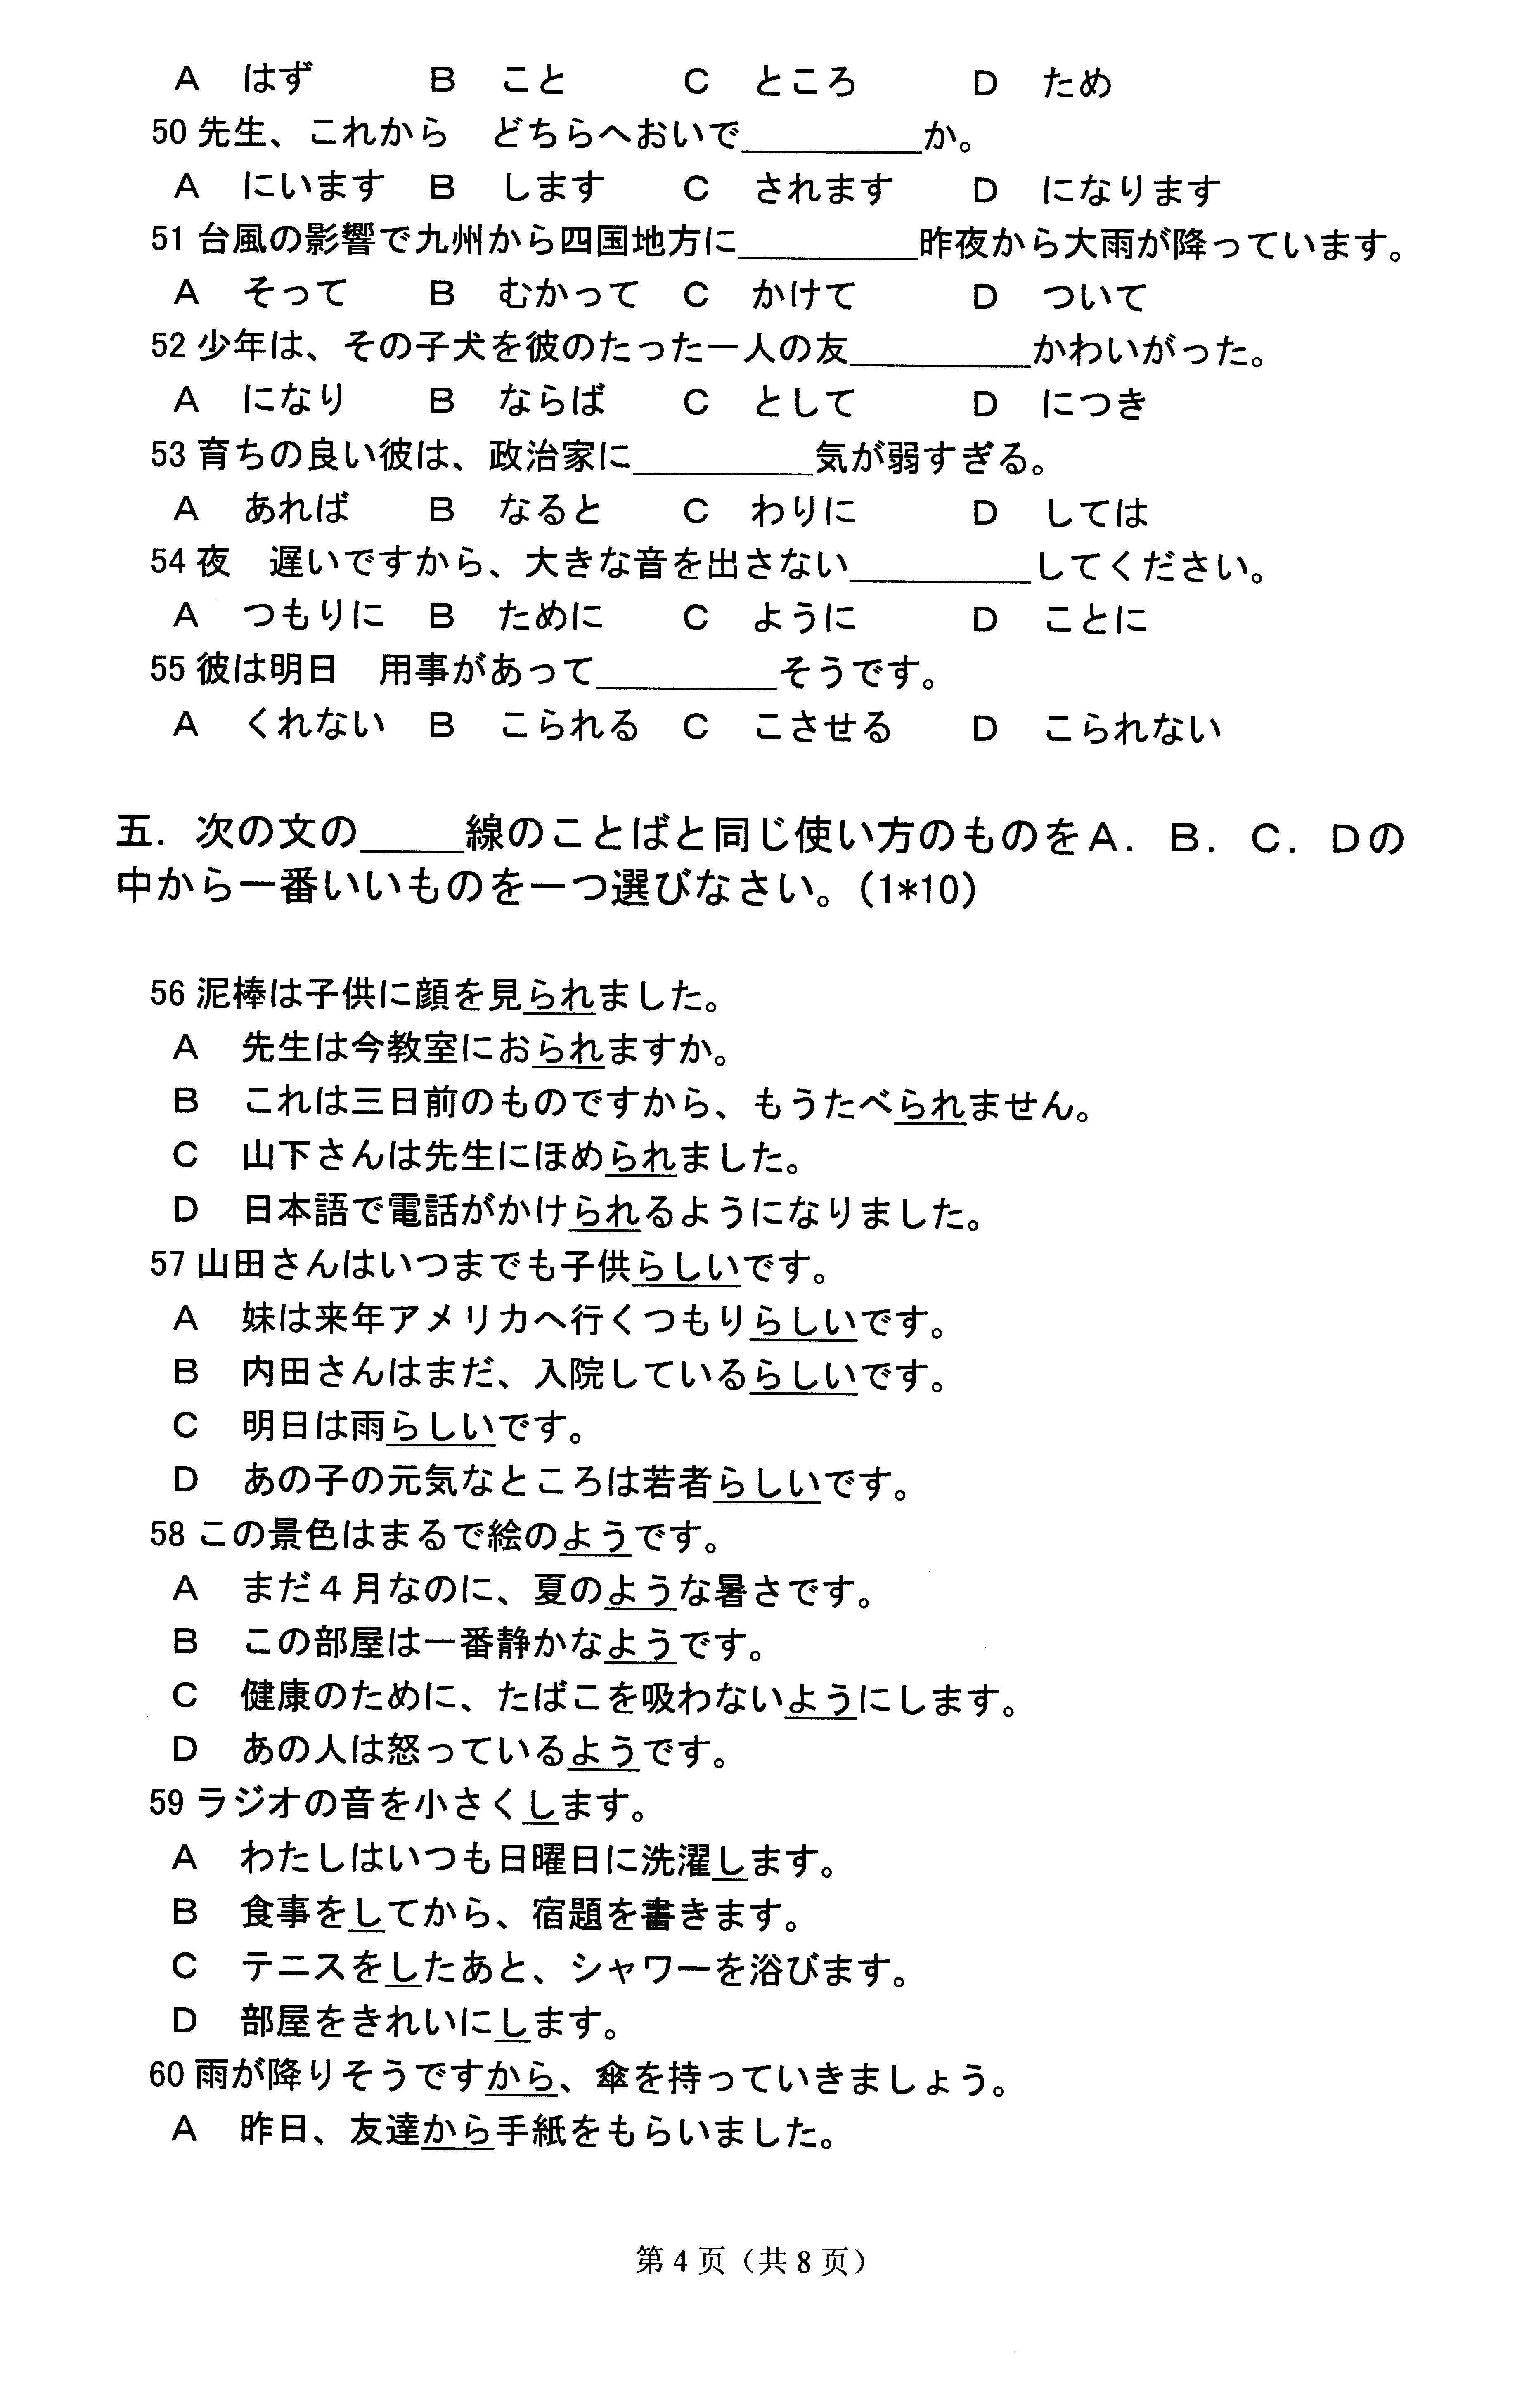 A　はず　　B　こと　　C　ところ　　D　ため
50 先生、これから　どちらへおいで＿＿＿＿＿か。
A　にいます　B　します　C　されます　D　になります
51 台風の影響で九州から四国地方に＿＿＿＿＿昨夜から大雨が降っています。
A　そって　B　むかって　C　かけて　D　ついて
52 少年は、その子犬を彼のたった一人の友＿＿＿＿＿かわいがった。
A　になり　B　ならば　C　として　D　につき
53 育ちの良い彼は、政治家に＿＿＿＿＿気が弱すぎる。
A　あれば　B　なると　C　わりに　D　しては
54 夜　遅いですから、大きな音を出さない＿＿＿＿＿してください。
A　つもりに　B　ために　C　ように　D　ことに
55 彼は明日　用事があって＿＿＿＿＿そうです。
A　くれない　B　こられる　C　こさせる　D　こられない
五．次の文の＿＿＿線のことばと同じ使い方のものをＡ．Ｂ．Ｃ．Ｄの
中から一番いいものを一つ選びなさい。(1*10)
56 泥棒は子供に顔を見られました。
A　先生は今教室におられますか。
B　これは三日前のものですから、もうたべられません。
C　山下さんは先生にほめられました。
D　日本語で電話がかけられるようになりました。
57 山田さんはいつまでも子供らしいです。
A　妹は来年アメリカへ行くつもりらしいです。
B　内田さんはまだ、入院しているらしいです。
C　明日は雨らしいです。
D　あの子の元気なところは若者らしいです。
58 この景色はまるで絵のようです。
A　まだ４月なのに、夏のような暑さです。
B　この部屋は一番静かなようです。
C　健康のために、たばこを吸わないようにします。
D　あの人は怒っているようです。
59 ラジオの音を小さくします。
A　わたしはいつも日曜日に洗濯します。
B　食事をしてから、宿題を書きます。
C　テニスをしたあと、シャワーを浴びます。
D　部屋をきれいにします。
60 雨が降りそうですから、傘を持っていきましょう。
A　昨日、友達から手紙をもらいました。
第 4 页（共 8 页）